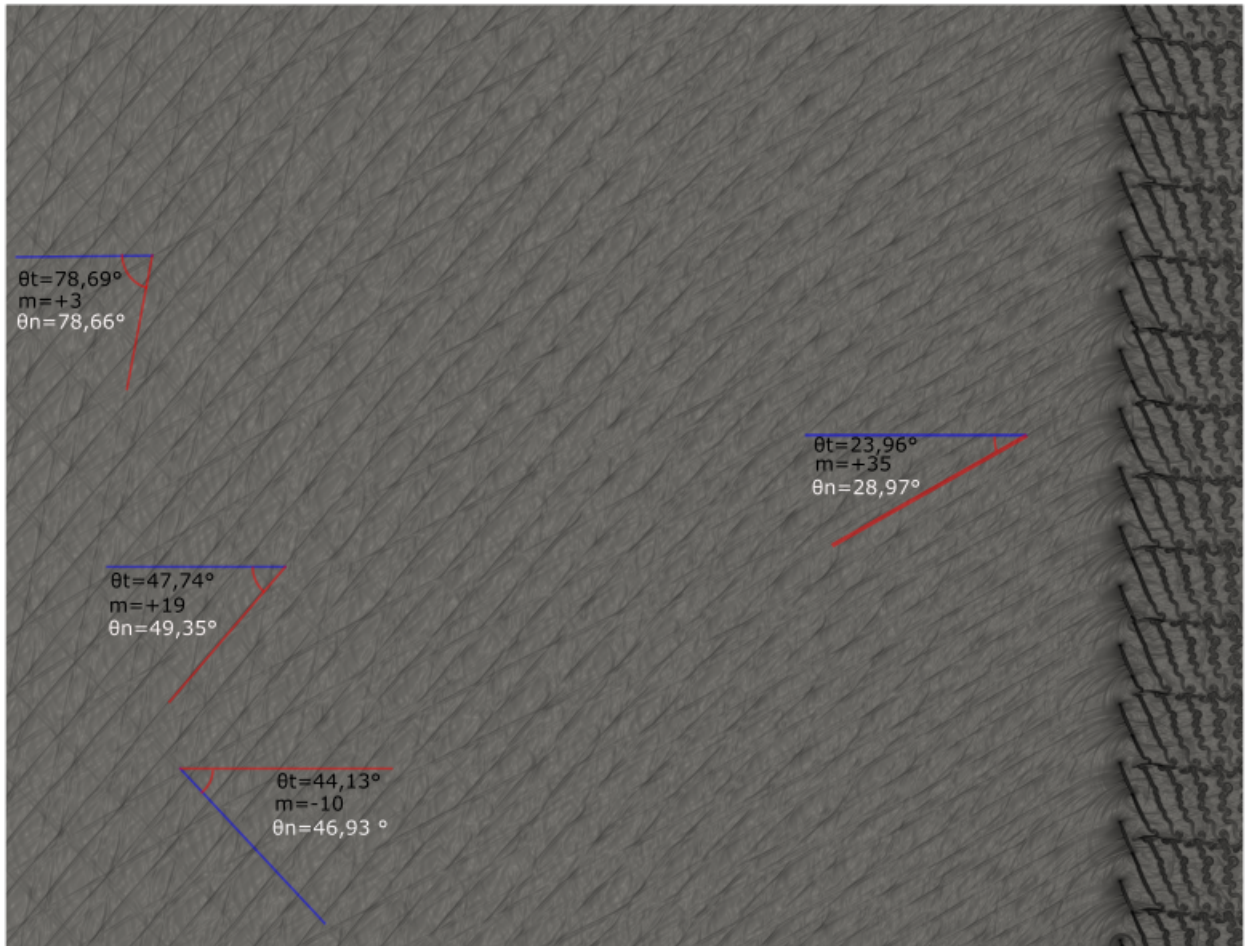 θt=78,69°
m=+3
θn=78,66°
θt=23,96°
m=+35
θn=28,97°
θt=47,74°
m=+19
θn=49,35°
θt=44,13°
m=-10
θn=46,93 °